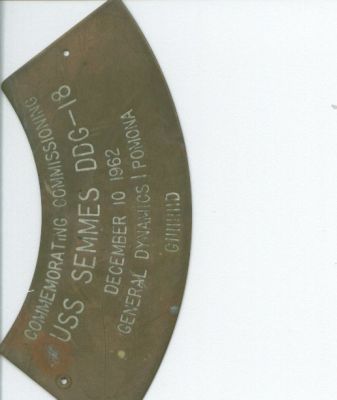 COMMEMORATING COMMISSIONING
USS SEMMES DDG-18
DECEMBER 10 1962
GENERAL DYNAMICS | POMONA